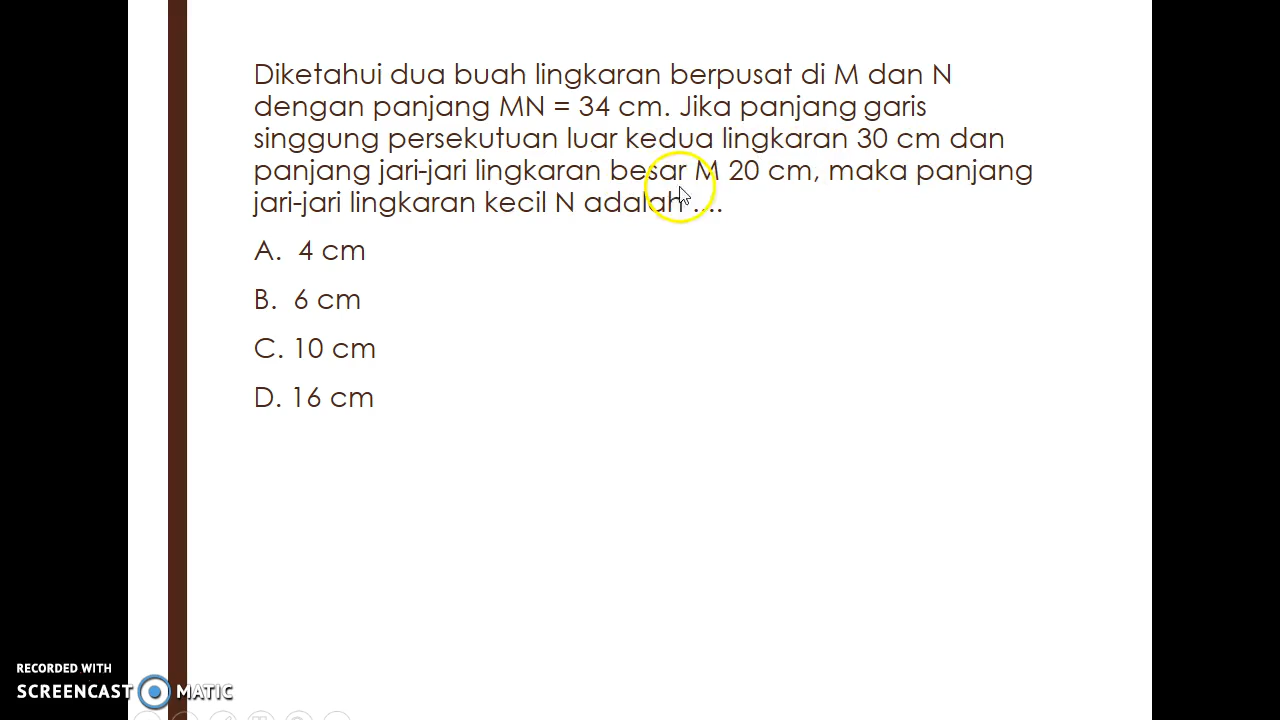 Diketahui dua buah lingkaran berpusat di M dan N
dengan panjang MN = 34 cm. Jika panjang garis
singgung persekutuan luar kedua lingkaran 30 cm dan
panjang jari-jari lingkaran besar M 20 cm, maka panjang
jari-jari lingkaran kecil N adalah ....
A. 4 cm
B. 6 cm
C. 10 cm
D. 16 cm
RECORDED WITH
SCREENCAST MATIC